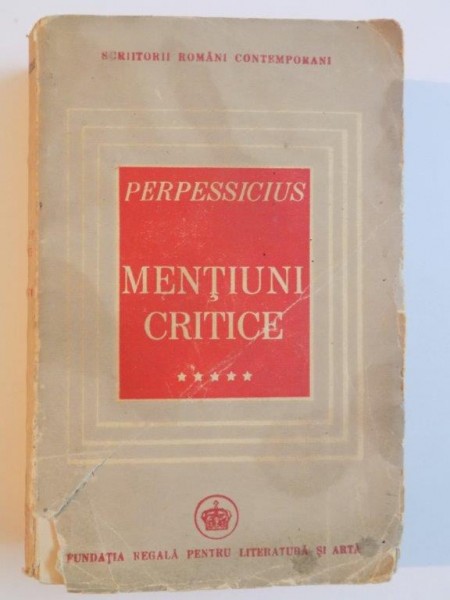 SCRIITORII ROMÂNI CONTEMPORANI
PERPESSICIUS
MENȚIUNI
CRITICE
★★★★★
FUNDAȚIA REGALĂ PENTRU LITERATURĂ ȘI ARTĂ